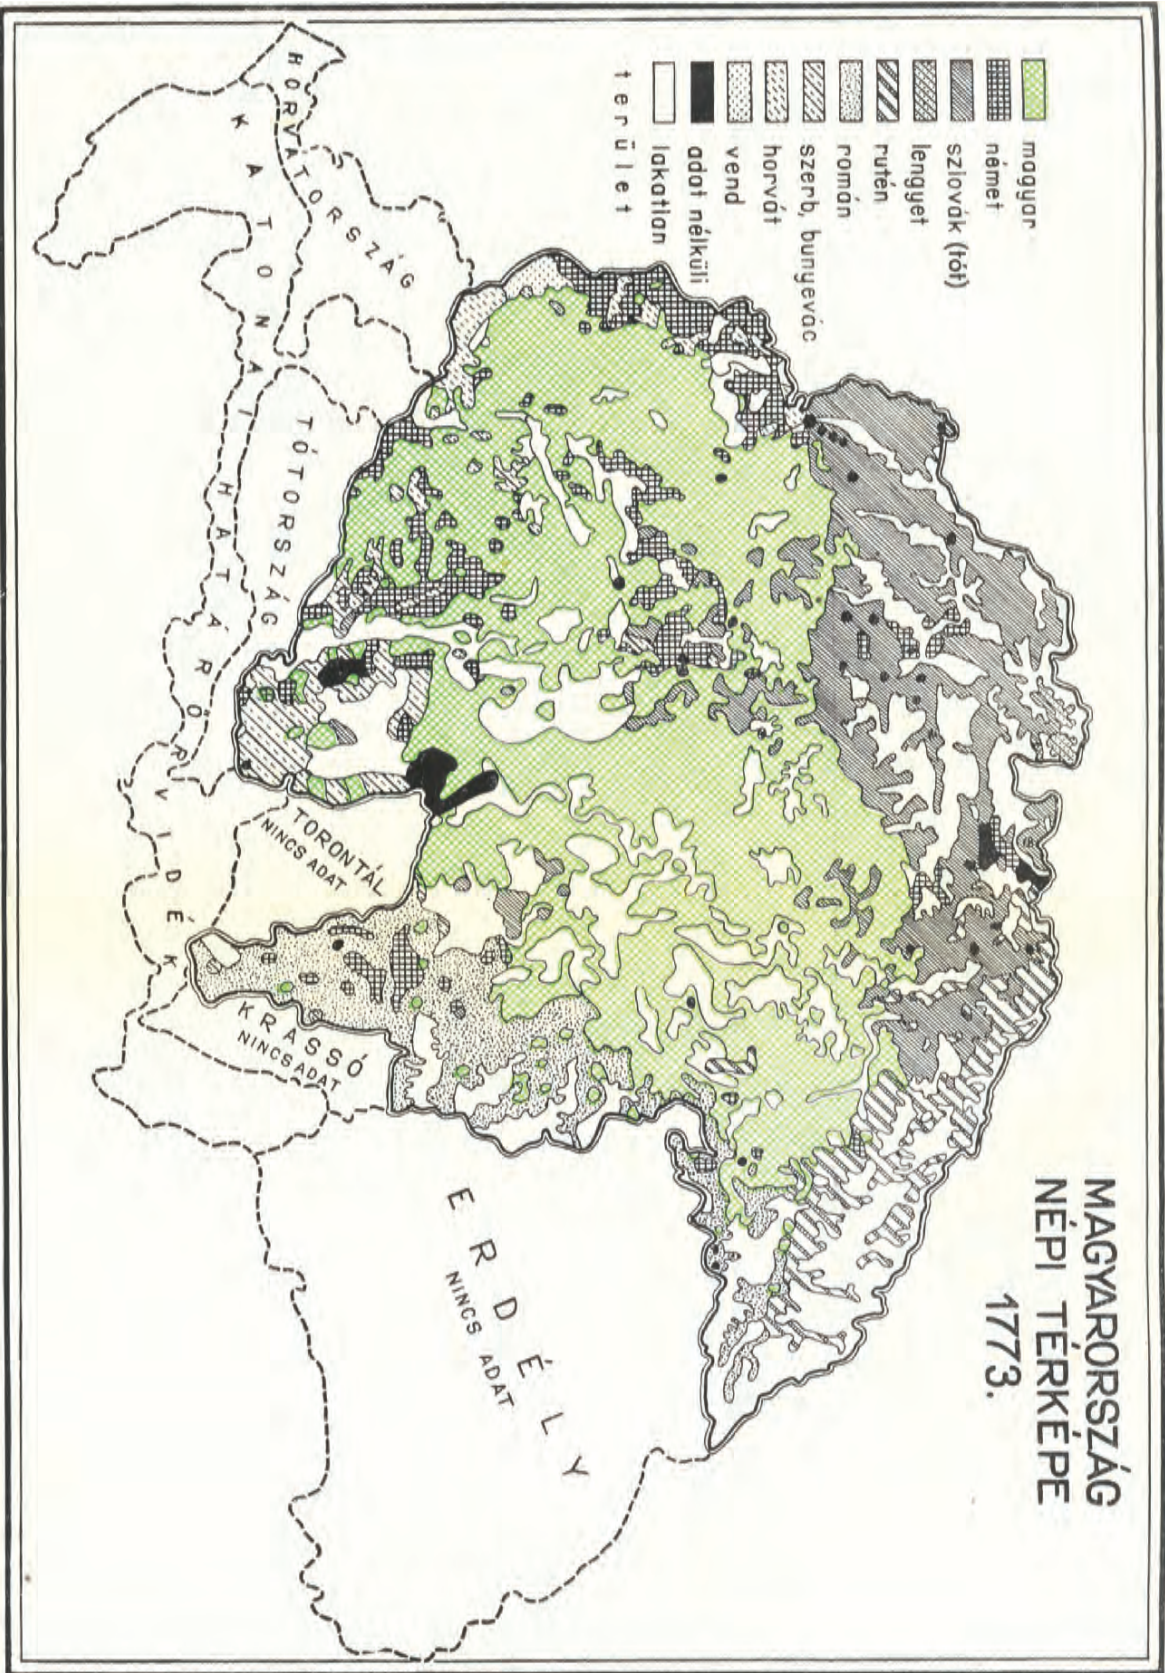 MAGYARORSZÁG
NÉPI TÉRKÉPE
1773.
magyar
német
szlovák (tót)
lengyel
rutén
román
szerb, bunyevác
horvát
vend
adat nélküli
lakatlan
terület
HORVÁTORSZÁG
KATONAI HATÁRŐRVIDÉK
TÓTORSZÁG
TORONTÁL
NINCS ADAT
KRASSÓ
NINCS ADAT
ERDÉLY
NINCS ADAT